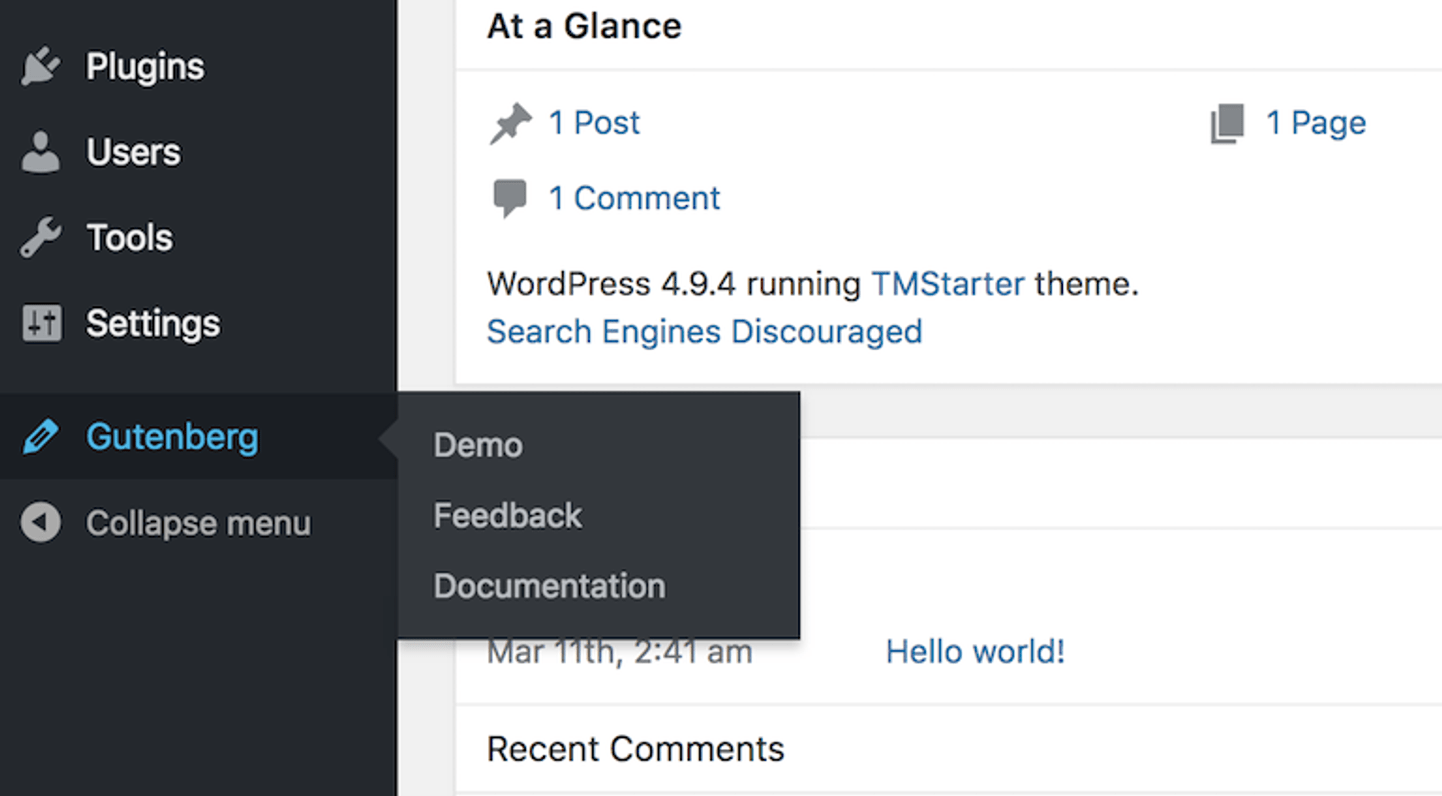 Plugins
Users
Tools
Settings
Gutenberg
Collapse menu
Demo
Feedback
Documentation
At a Glance
1 Post
1 Page
1 Comment
WordPress 4.9.4 running TMStarter theme.
Search Engines Discouraged
Mar 11th, 2:41 am
Hello world!
Recent Comments